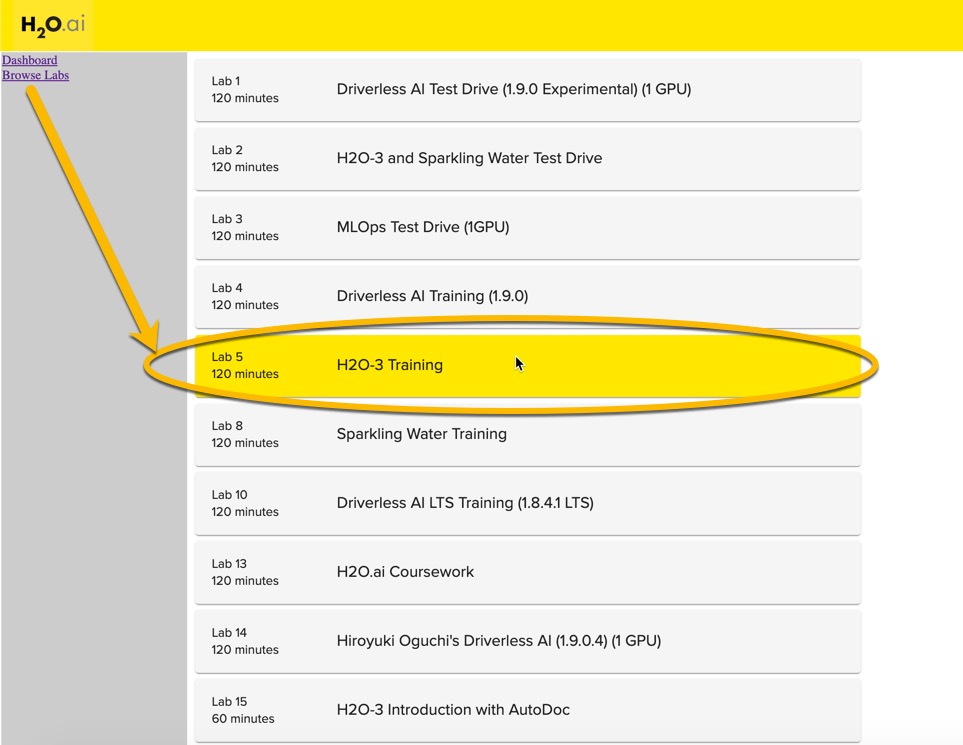 H2O.ai
Dashboard
Browse Labs
Lab 1
120 minutes
Driverless AI Test Drive (1.9.0 Experimental) (1 GPU)
Lab 2
120 minutes
H2O-3 and Sparkling Water Test Drive
Lab 3
120 minutes
MLOps Test Drive (1GPU)
Lab 4
120 minutes
Driverless AI Training (1.9.0)
Lab 5
120 minutes
H2O-3 Training
Lab 8
120 minutes
Sparkling Water Training
Lab 10
120 minutes
Driverless AI LTS Training (1.8.4.1 LTS)
Lab 13
120 minutes
H2O.ai Coursework
Lab 14
120 minutes
Hiroyuki Oguchi's Driverless AI (1.9.0.4) (1 GPU)
Lab 15
60 minutes
H2O-3 Introduction with AutoDoc